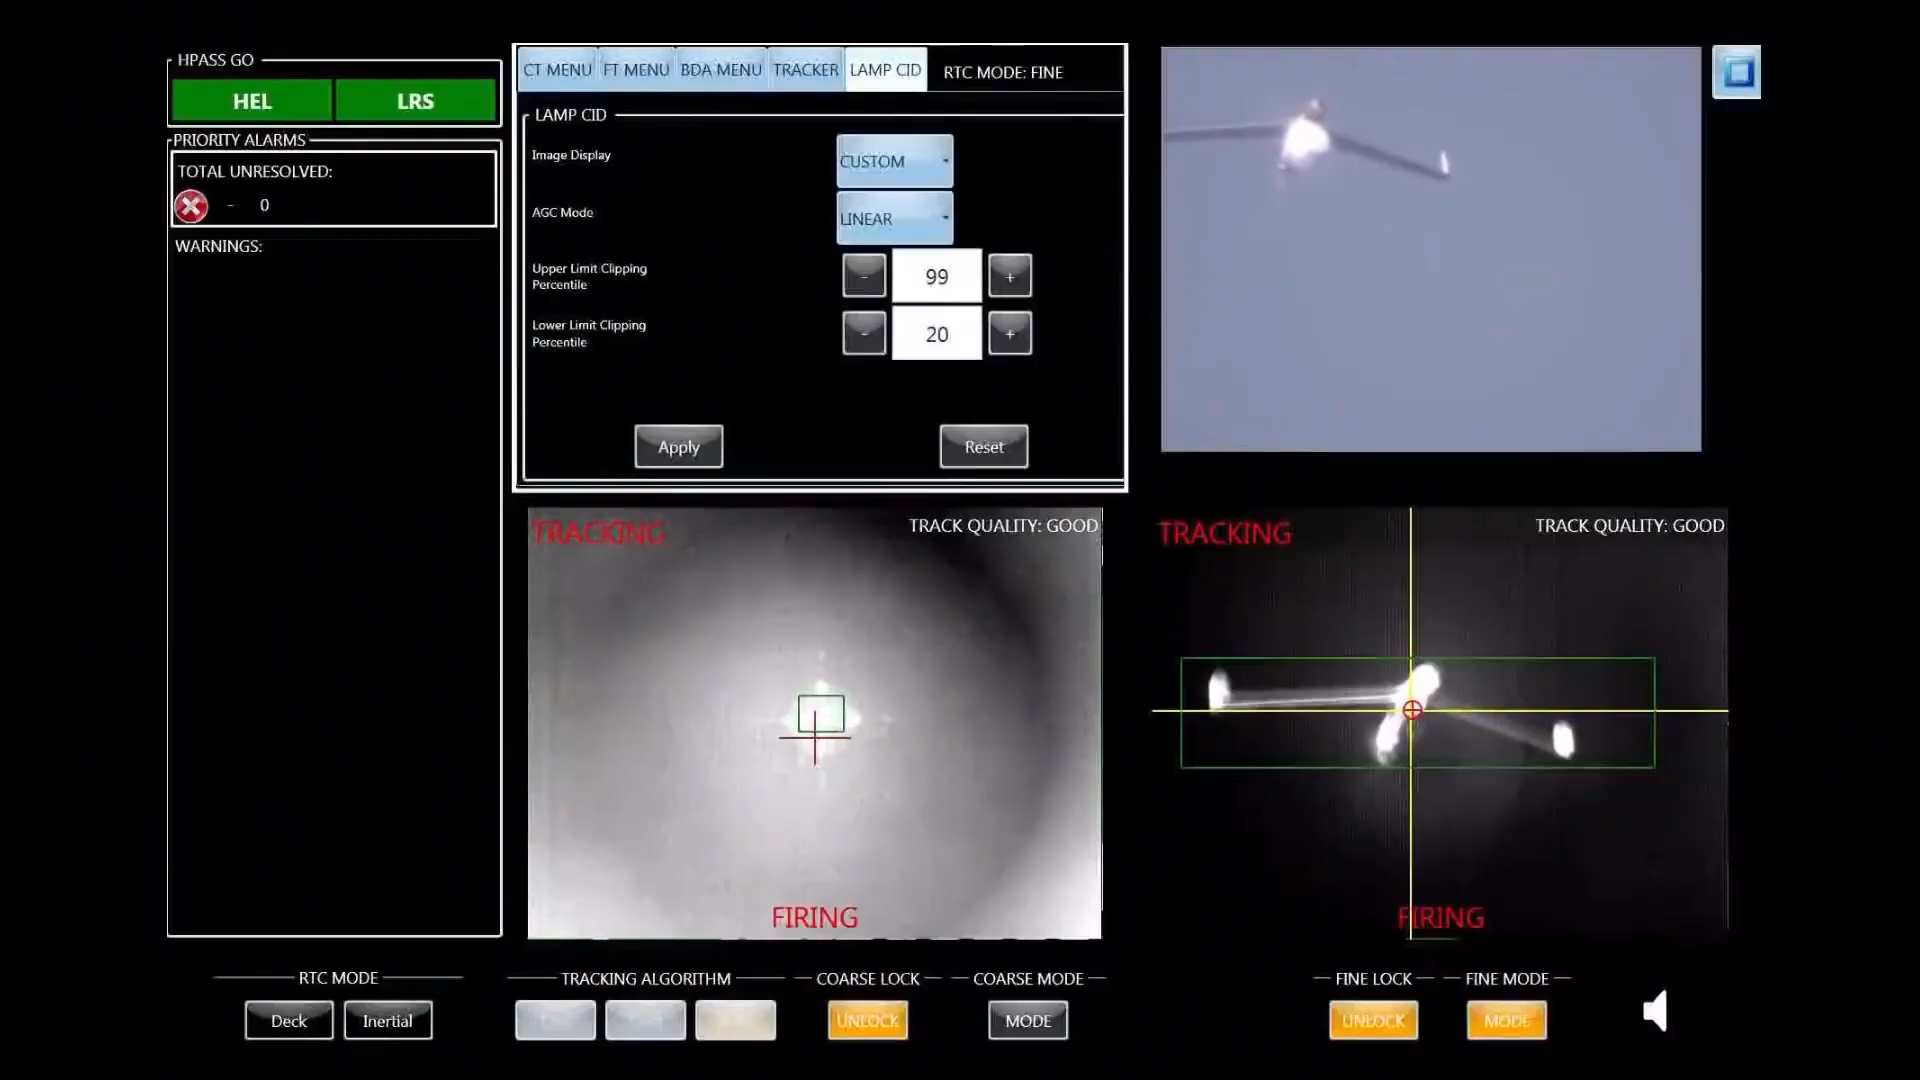 HPASS GO
HEL
LRS
PRIORITY ALARMS
TOTAL UNRESOLVED:
- 0
WARNINGS:
CT MENU
FT MENU
BDA MENU
TRACKER
LAMP CID
RTC MODE: FINE
LAMP CID
Image Display
CUSTOM
AGC Mode
LINEAR
Upper Limit Clipping
Percentile
-
99
+
Lower Limit Clipping
Percentile
-
20
+
Apply
Reset
TRACKING
TRACK QUALITY: GOOD
FIRING
TRACKING
TRACK QUALITY: GOOD
FIRING
RTC MODE
Deck
Inertial
TRACKING ALGORITHM
COARSE LOCK
UNLOCK
COARSE MODE
MODE
FINE LOCK
UNLOCK
FINE MODE
MODE